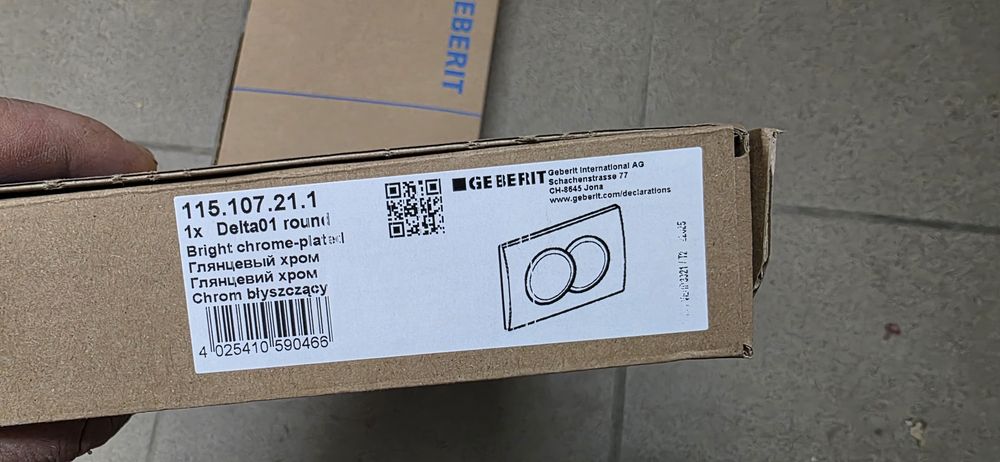 GEBERIT
115.107.21.1
1x Delta01 round
Bright chrome-plated
Глянцевый хром
Глянцевий хром
Chrom błyszczący
4 025410 590466
GEBERIT
Geberit International AG
Schachenstrasse 77
CH-8645 Jona
www.geberit.com/declarations